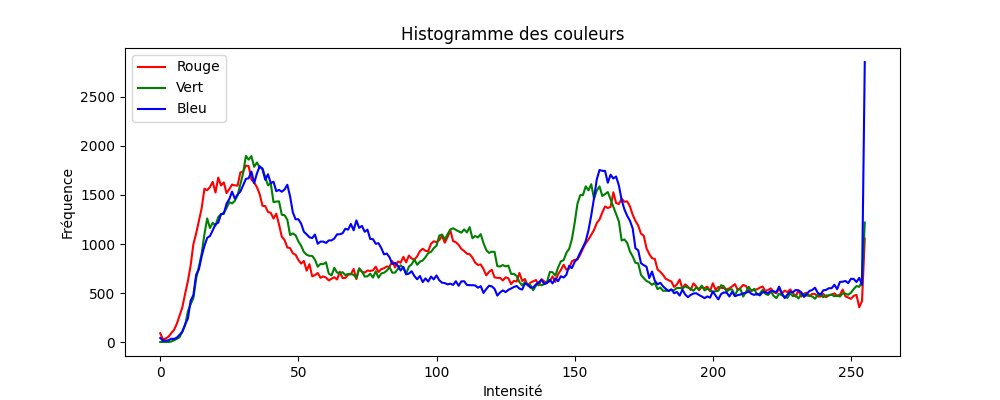 Histogramme des couleurs
Rouge
Vert
Bleu
Fréquence
2500
2000
1500
1000
500
0
0 50 100 150 200 250
Intensité